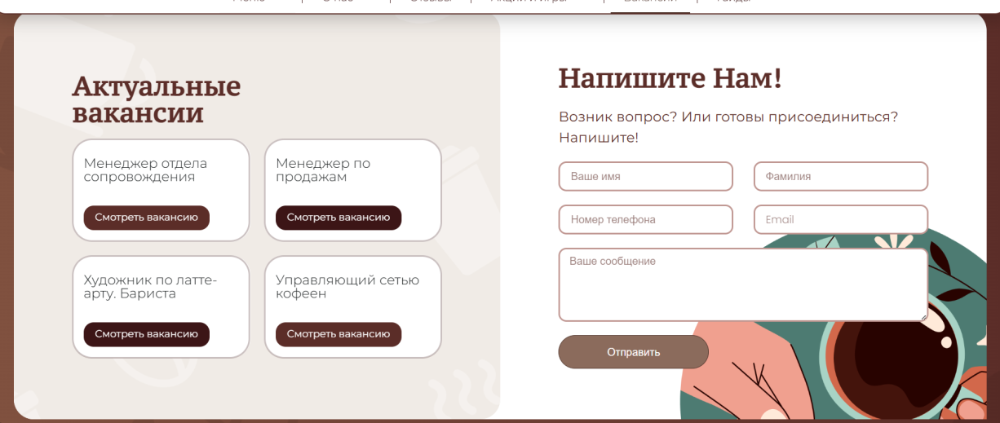 Актуальные
вакансии
Менеджер отдела
сопровождения
Смотреть вакансию
Менеджер по
продажам
Смотреть вакансию
Художник по латте-
арту. Бариста
Смотреть вакансию
Управляющий сетью
кофеен
Смотреть вакансию
Напишите Нам!
Возник вопрос? Или готовы присоединиться?
Напишите!
Ваше имя
Фамилия
Номер телефона
Email
Ваше сообщение
Отправить